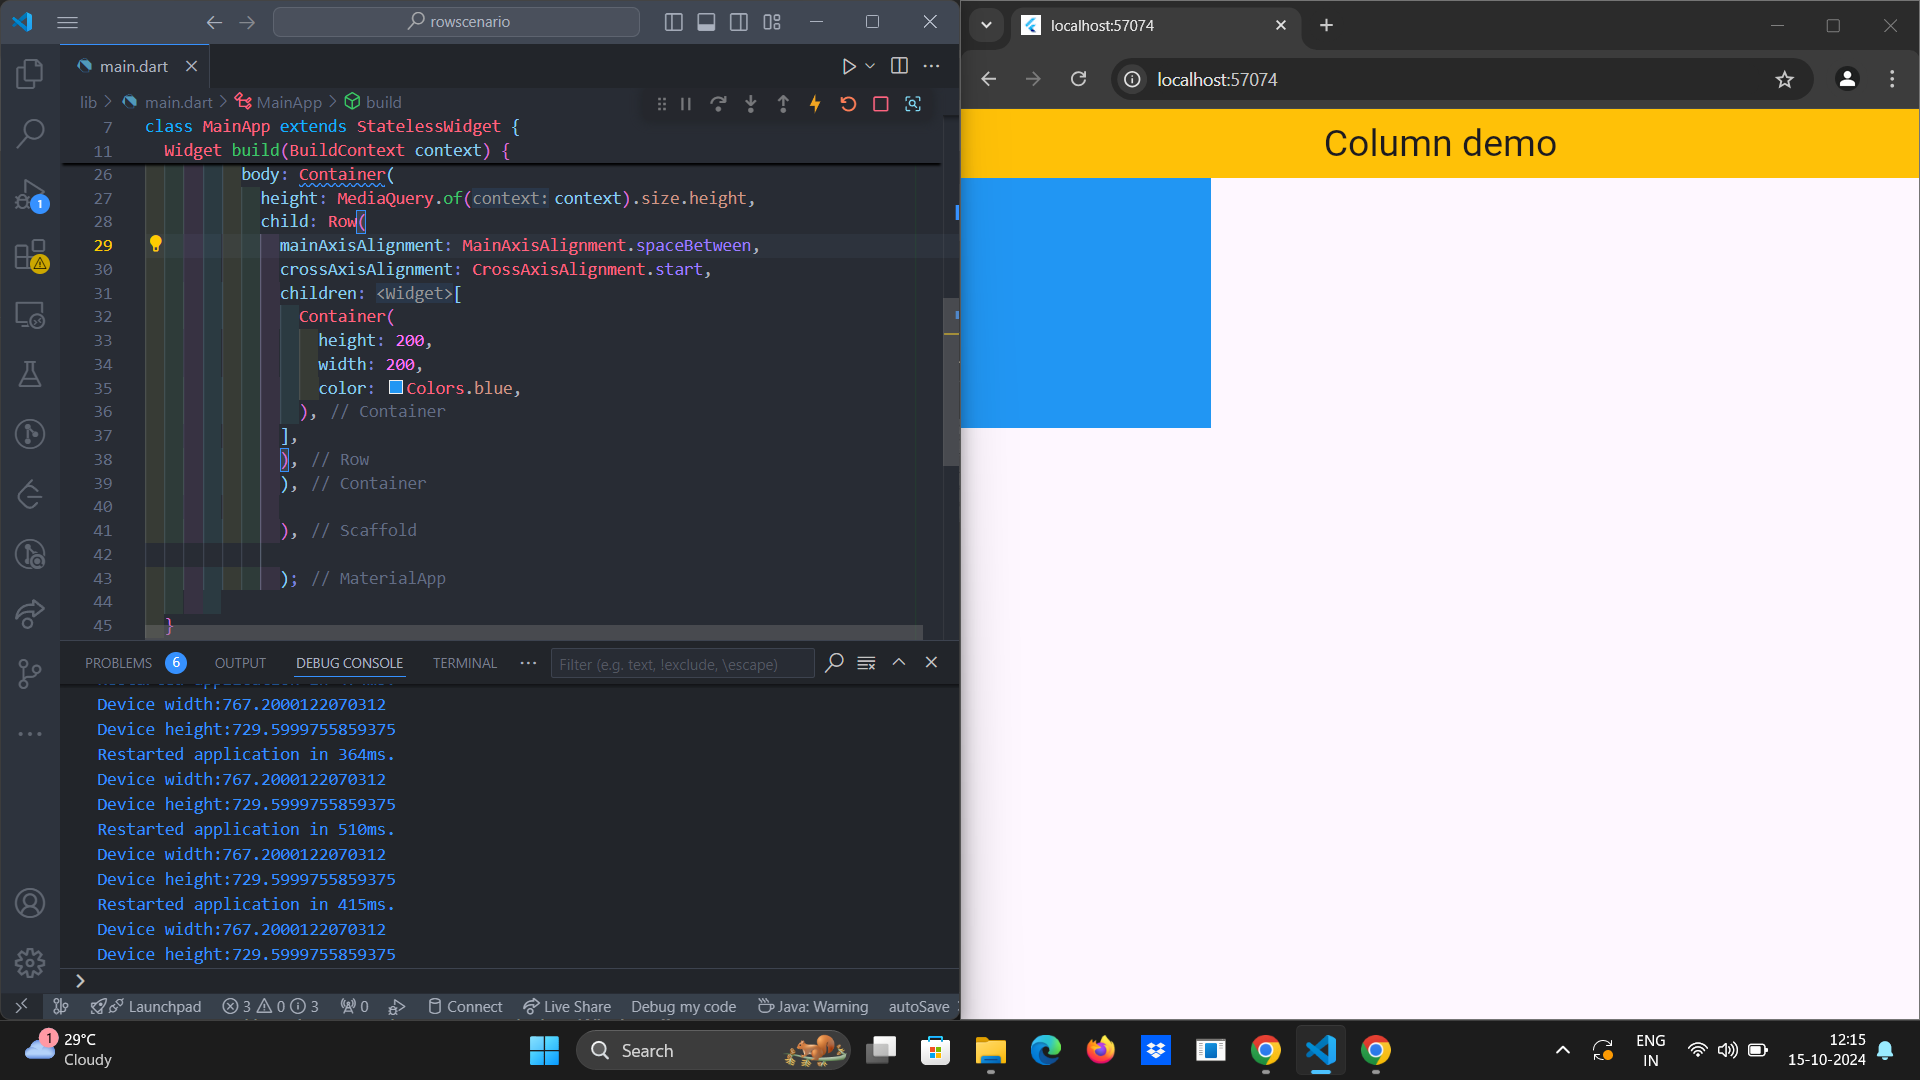 rowscenario
main.dart
lib > main.dart > MainApp > build
7 class MainApp extends StatelessWidget {
11 Widget build(BuildContext context) {
26 body: Container(
27 height: MediaQuery.of(context: context).size.height,
28 child: Row(
29 mainAxisAlignment: MainAxisAlignment.spaceBetween,
30 crossAxisAlignment: CrossAxisAlignment.start,
31 children: <Widget>[
32 Container(
33 height: 200,
34 width: 200,
35 color: Colors.blue,
36 ), // Container
37 ],
38 ), // Row
39 ), // Container
40
41 ), // Scaffold
42
43 ); // MaterialApp
44
45 }
1
PROBLEMS 6 OUTPUT DEBUG CONSOLE TERMINAL Filter (e.g. text, !exclude, \escape)
Device width:767.2000122070312
Device height:729.5999755859375
Restarted application in 364ms.
Device width:767.2000122070312
Device height:729.5999755859375
Restarted application in 510ms.
Device width:767.2000122070312
Device height:729.5999755859375
Restarted application in 415ms.
Device width:767.2000122070312
Device height:729.5999755859375
Launchpad 3 0 3 0 Connect Live Share Debug my code Java: Warning autoSave
localhost:57074
localhost:57074
Column demo
1 29°C
Cloudy
Search
ENG
IN
12:15
15-10-2024